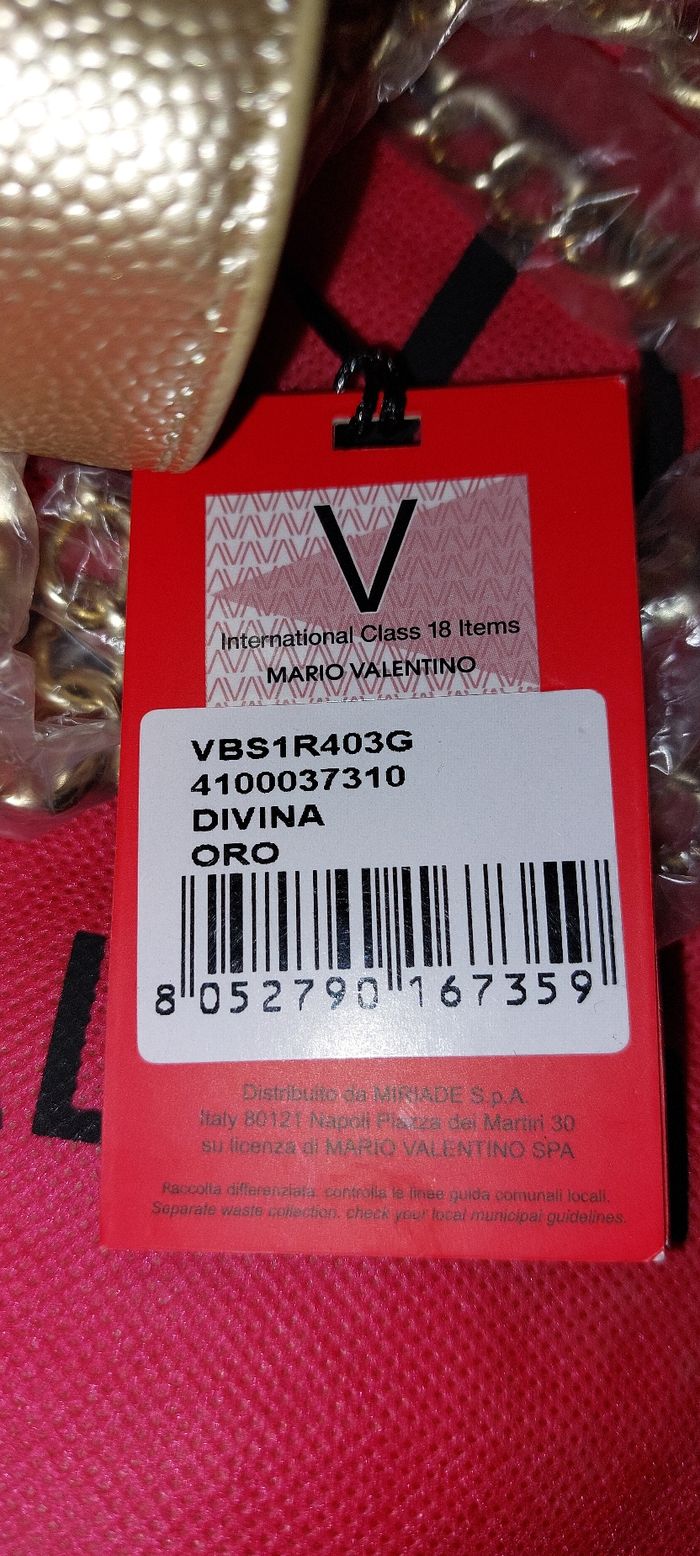 V
International Class 18 Items
MARIO VALENTINO
VBS1R403G
4100037310
DIVINA
ORO
8 052790 167359
Distribuito da MIRIADE S.p.A.
Italy 80121 Napoli Piazza dei Martiri 30
su licenza di MARIO VALENTINO SPA
Raccolta differenziata: controlla le linee guida comunali locali.
Separate waste collection, check your local municipal guidelines.